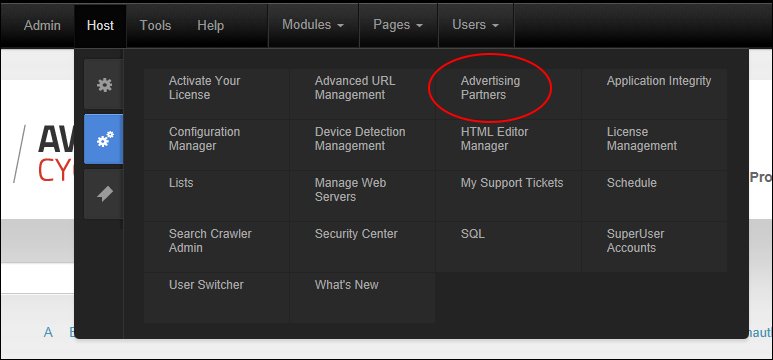 Admin Host Tools Help Modules Pages Users
Activate Your Advanced URL Advertising Application Integrity
License Management Partners
Configuration Device Detection HTML Editor License
Manager Management Manager Management
Lists Manage Web My Support Tickets Schedule
Servers
Search Crawler Security Center SQL SuperUser
Admin Accounts
User Switcher What's New
CY
Pro
A